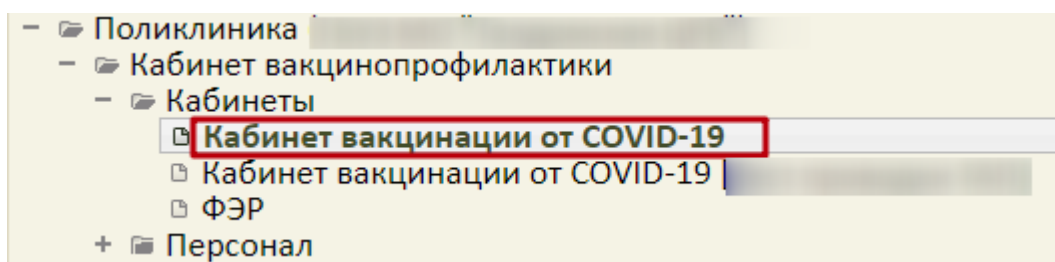 Поликлиника
Кабинет вакцинопрофилактики
Кабинеты
Кабинет вакцинации от COVID-19
Кабинет вакцинации от COVID-19
ФЭР
Персонал